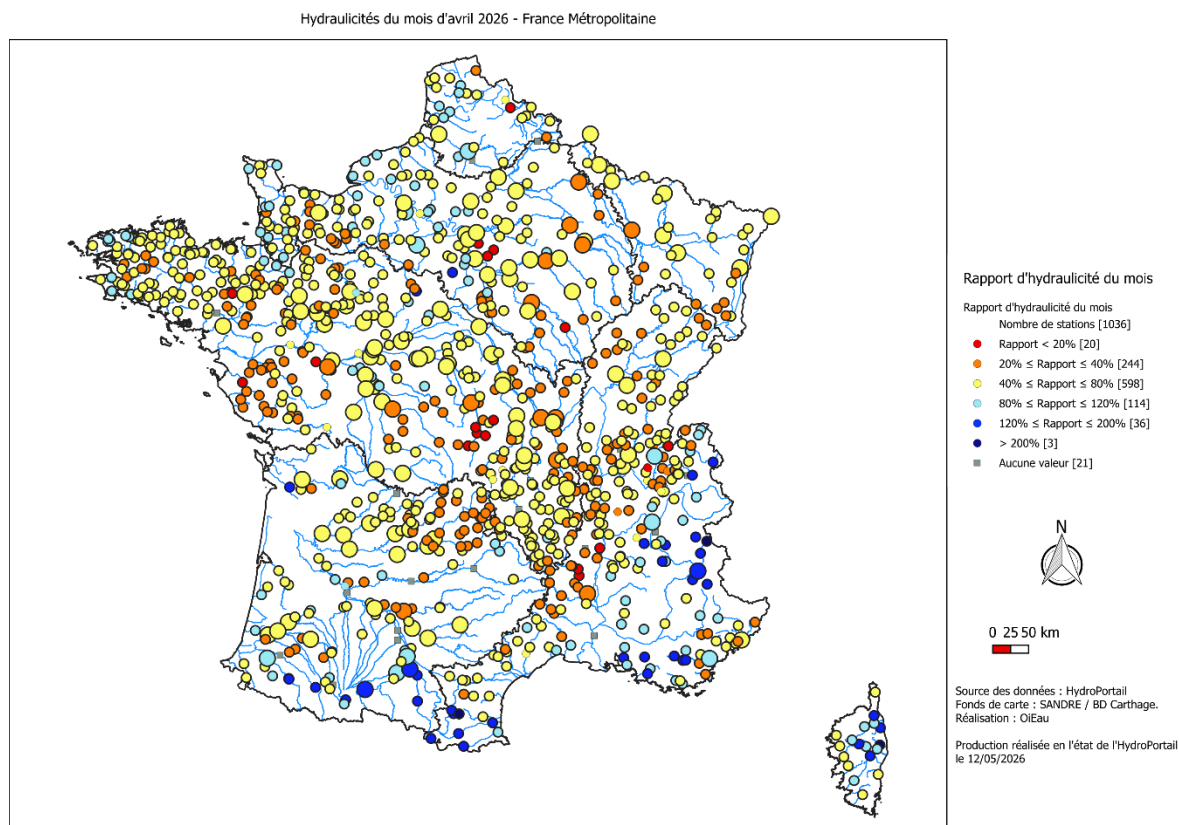 Hydraulicités du mois d'avril 2026 - France Métropolitaine
Rapport d'hydraulicité du mois
Rapport d'hydraulicité du mois
Nombre de stations [1036]
Rapport < 20% [20]
20% ≤ Rapport ≤ 40% [244]
40% ≤ Rapport ≤ 80% [598]
80% ≤ Rapport ≤ 120% [114]
120% ≤ Rapport ≤ 200% [36]
> 200% [3]
Aucune valeur [21]
N
0 25 50 km
Source des données : HydroPortail
Fonds de carte : SANDRE / BD Carthage.
Réalisation : OiEau
Production réalisée en l'état de l'HydroPortail
le 12/05/2026